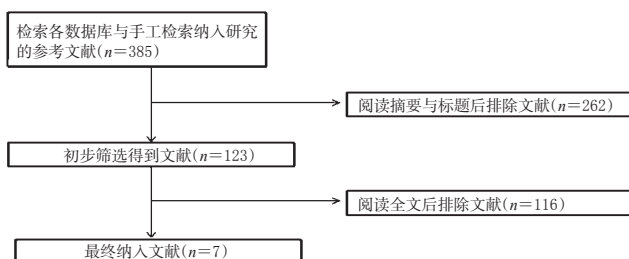 检索各数据库与手工检索纳入研究
的参考文献(n=385)
阅读摘要与标题后排除文献(n=262)
初步筛选得到文献(n=123)
阅读全文后排除文献(n=116)
最终纳入文献(n=7)